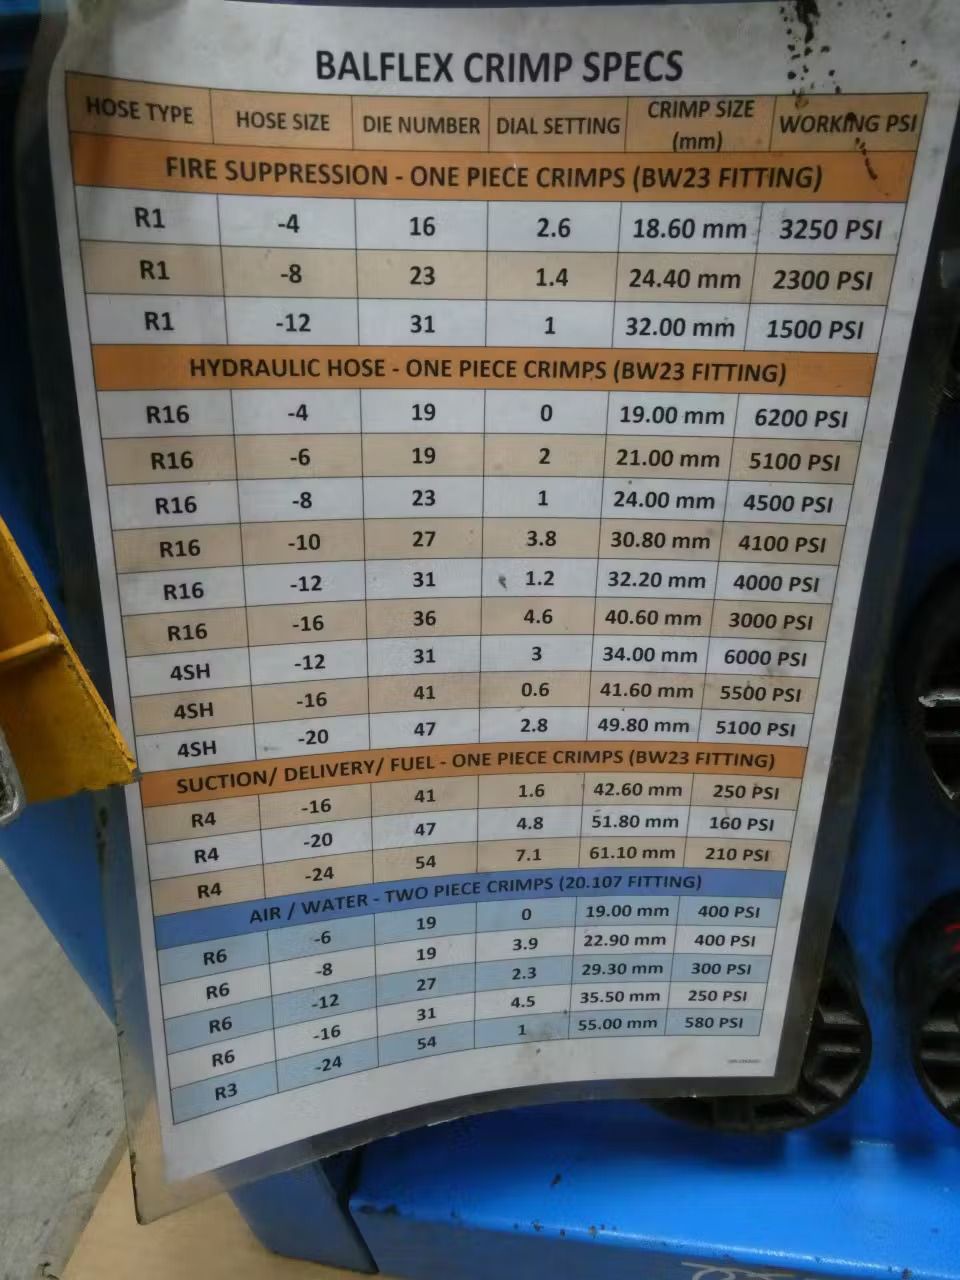 BALFLEX CRIMP SPECS
HOSE TYPE HOSE SIZE DIE NUMBER DIAL SETTING CRIMP SIZE (mm) WORKING PSI
FIRE SUPPRESSION - ONE PIECE CRIMPS (BW23 FITTING)
R1 -4 16 2.6 18.60 mm 3250 PSI
R1 -8 23 1.4 24.40 mm 2300 PSI
R1 -12 31 1 32.00 mm 1500 PSI
HYDRAULIC HOSE - ONE PIECE CRIMPS (BW23 FITTING)
R16 -4 19 0 19.00 mm 6200 PSI
R16 -6 19 2 21.00 mm 5100 PSI
R16 -8 23 1 24.00 mm 4500 PSI
R16 -10 27 3.8 30.80 mm 4100 PSI
R16 -12 31 1.2 32.20 mm 4000 PSI
R16 -16 36 4.6 40.60 mm 3000 PSI
4SH -12 31 3 34.00 mm 6000 PSI
4SH -16 41 0.6 41.60 mm 5500 PSI
4SH -20 47 2.8 49.80 mm 5100 PSI
SUCTION/ DELIVERY/ FUEL - ONE PIECE CRIMPS (BW23 FITTING)
R4 -16 41 1.6 42.60 mm 250 PSI
R4 -20 47 4.8 51.80 mm 160 PSI
R4 -24 54 7.1 61.10 mm 210 PSI
AIR / WATER - TWO PIECE CRIMPS (20.107 FITTING)
R6 -6 19 0 19.00 mm 400 PSI
R6 -8 19 3.9 22.90 mm 400 PSI
R6 -12 27 2.3 29.30 mm 300 PSI
R6 -16 31 4.5 35.50 mm 250 PSI
R3 -24 54 1 55.00 mm 580 PSI